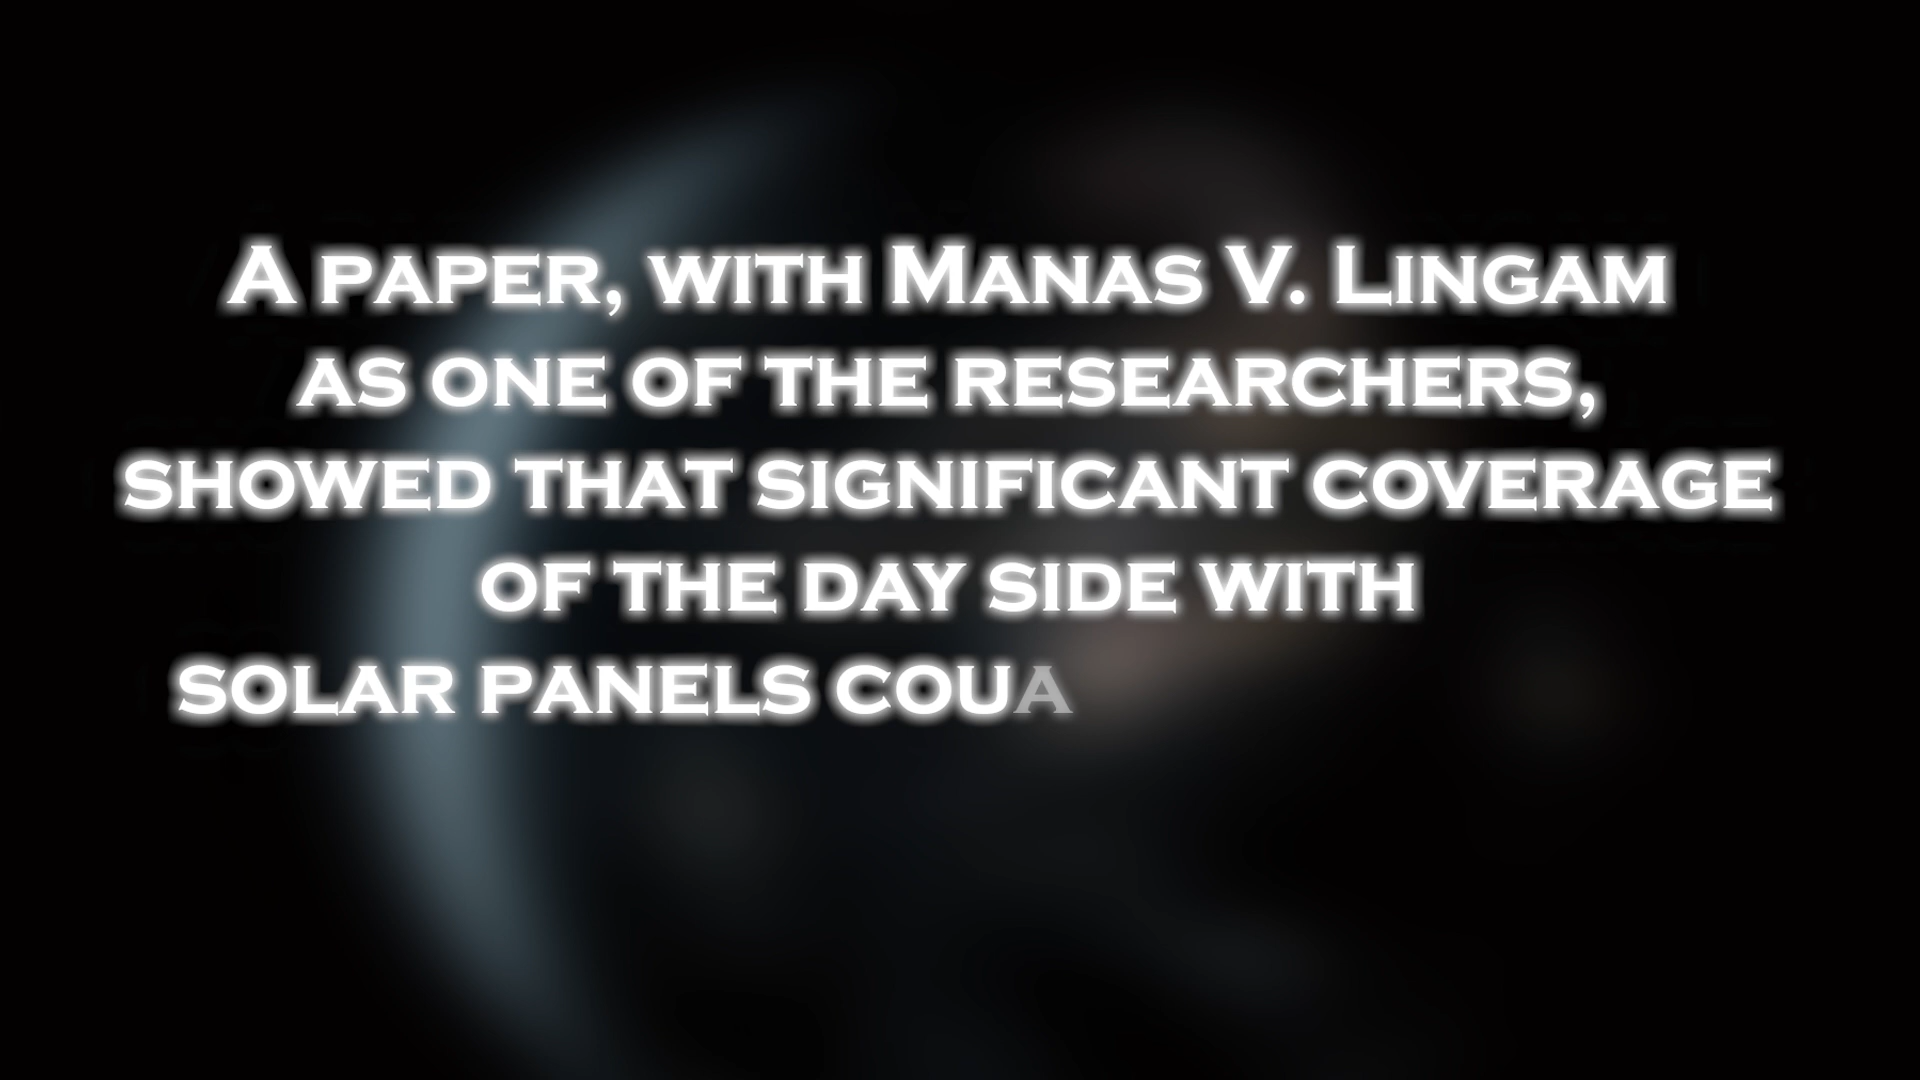 A PAPER, WITH MANAS V. LINGAM
AS ONE OF THE RESEARCHERS,
SHOWED THAT SIGNIFICANT COVERAGE
OF THE DAY SIDE WITH
SOLAR PANELS COUA